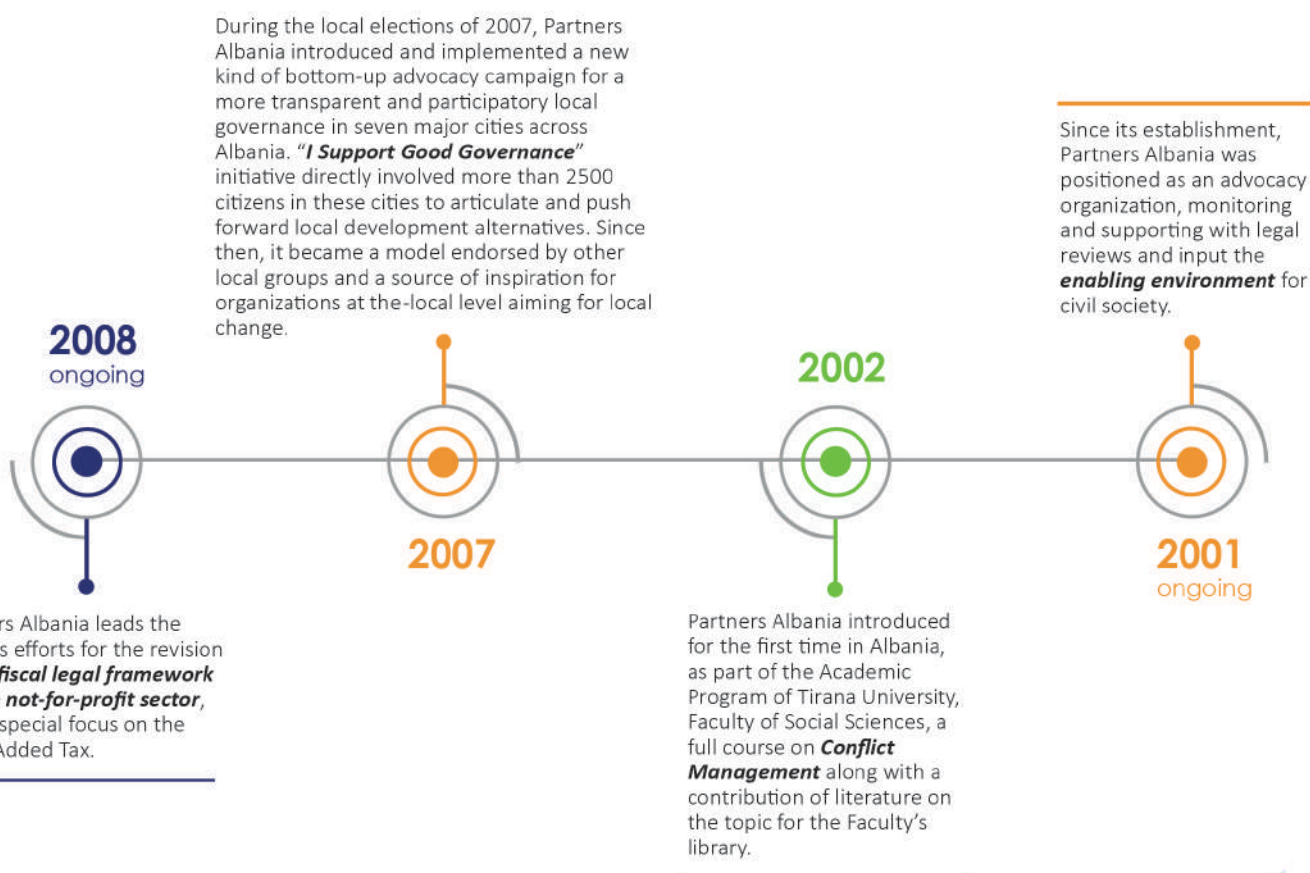 During the local elections of 2007, Partners
Albania introduced and implemented a new
kind of bottom-up advocacy campaign for a
more transparent and participatory local
governance in seven major cities across
Albania. “I Support Good Governance”
initiative directly involved more than 2500
citizens in these cities to articulate and push
forward local development alternatives. Since
then, it became a model endorsed by other
local groups and a source of inspiration for
organizations at the-local level aiming for local
change.
Since its establishment,
Partners Albania was
positioned as an advocacy
organization, monitoring
and supporting with legal
reviews and input the
enabling environment for
civil society.
2008
ongoing
2002
2007
2001
ongoing
rs Albania leads the
s efforts for the revision
fiscal legal framework
not-for-profit sector,
special focus on the
Added Tax.
Partners Albania introduced
for the first time in Albania,
as part of the Academic
Program of Tirana University,
Faculty of Social Sciences, a
full course on Conflict
Management along with a
contribution of literature on
the topic for the Faculty’s
library.